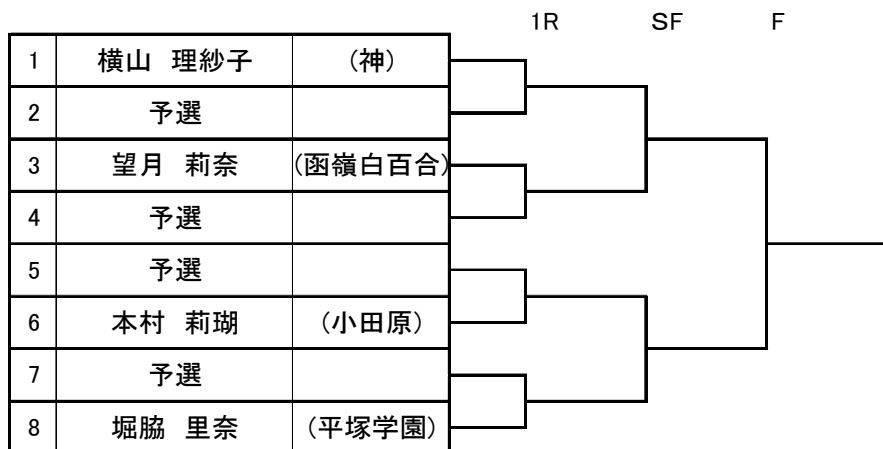 1R SF F
1 横山 理紗子 (神)
2 予選
3 望月 莉奈 (函嶺白百合)
4 予選
5 予選
6 本村 莉瑚 (小田原)
7 予選
8 堀脇 里奈 (平塚学園)